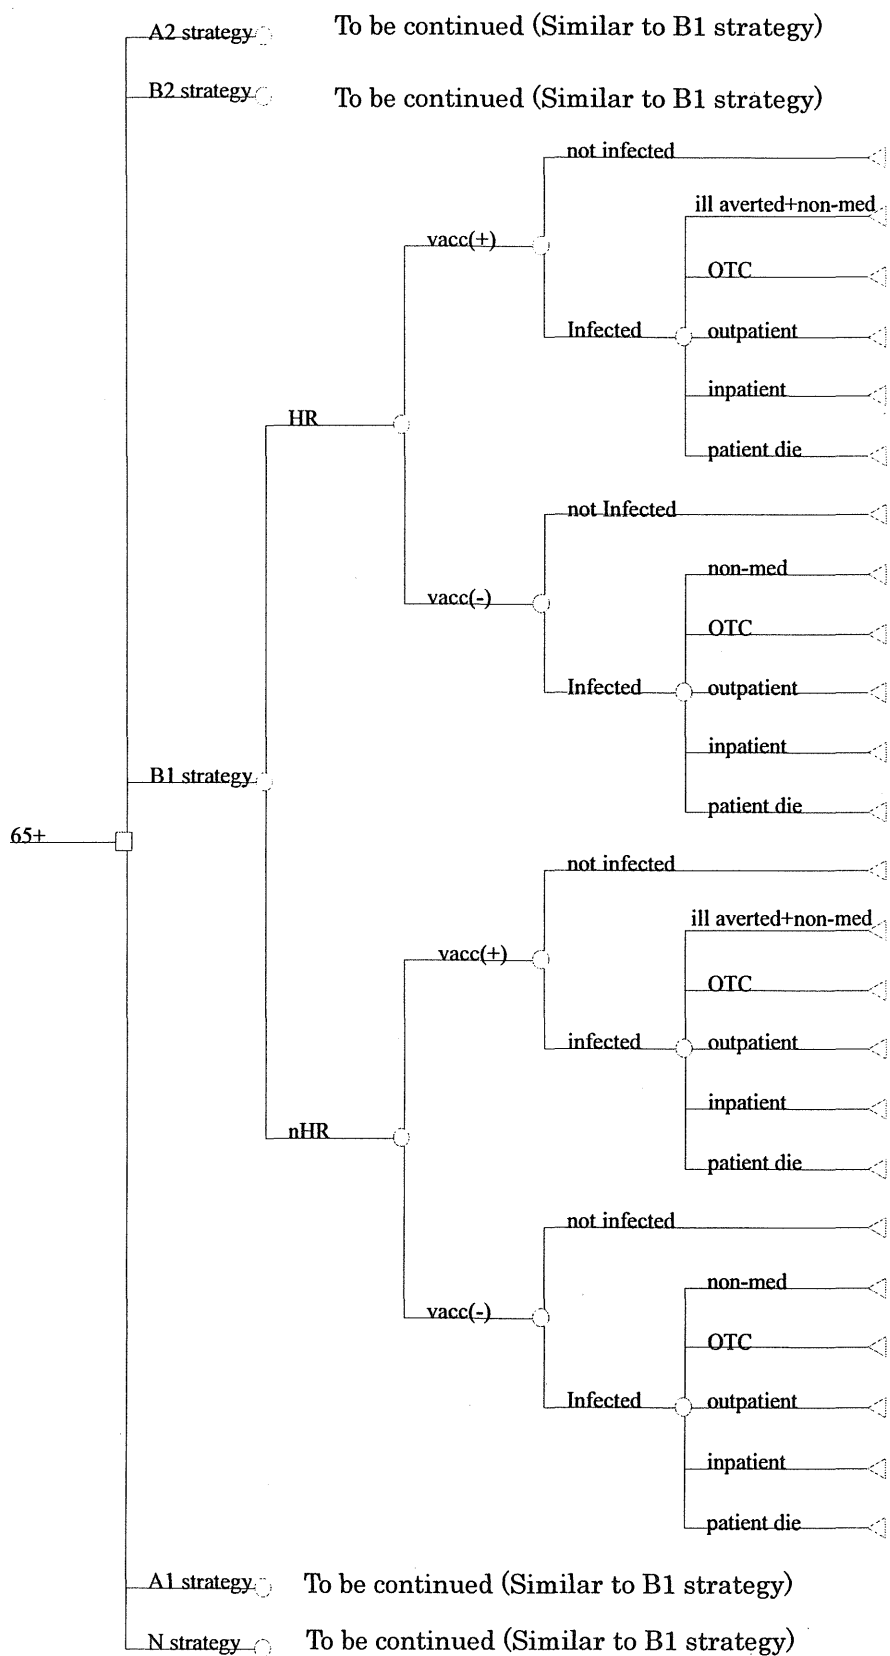 A2 strategy To be continued (Similar to B1 strategy)
B2 strategy To be continued (Similar to B1 strategy)
not infected
ill averted+non-med
vacc(+)
OTC
Infected
outpatient
inpatient
HR
patient die
not Infected
non-med
vacc(-)
OTC
Infected
outpatient
inpatient
B1 strategy
patient die
65+
not infected
ill averted+non-med
vacc(+)
OTC
infected
outpatient
inpatient
nHR
patient die
not infected
non-med
vacc(-)
OTC
Infected
outpatient
inpatient
patient die
A1 strategy To be continued (Similar to B1 strategy)
N strategy To be continued (Similar to B1 strategy)